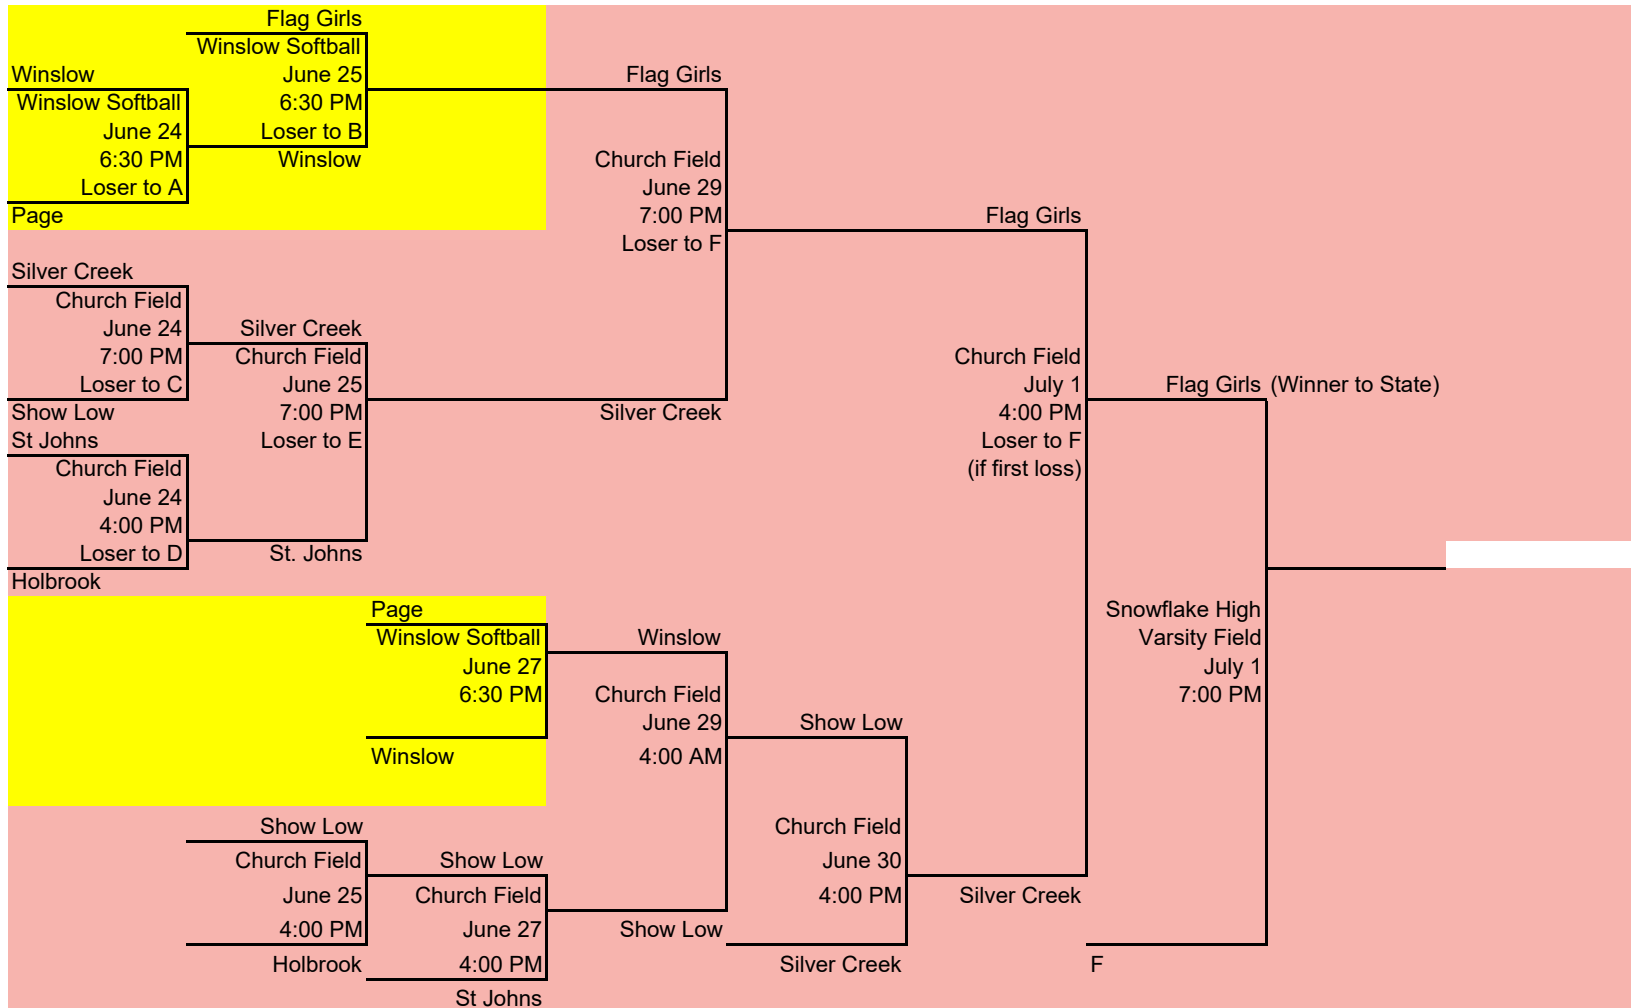 Flag Girls
Winslow Softball
June 25
6:30 PM
Loser to B
Winslow
Winslow
Winslow Softball
June 24
6:30 PM
Loser to A
Page
Flag Girls
Church Field
June 29
7:00 PM
Loser to F
Silver Creek
Silver Creek
Church Field
June 24
7:00 PM
Loser to C
Show Low
Silver Creek
Church Field
June 25
7:00 PM
Loser to E
St. Johns
St Johns
Church Field
June 24
4:00 PM
Loser to D
Holbrook
Flag Girls
Church Field
July 1
4:00 PM
Loser to F
(if first loss)
Silver Creek
Flag Girls (Winner to State)
Snowflake High
Varsity Field
July 1
7:00 PM
F
Page
Winslow Softball
June 27
6:30 PM
Winslow
Winslow
Church Field
June 29
4:00 AM
Show Low
Show Low
Church Field
June 30
4:00 PM
Silver Creek
Show Low
Church Field
June 25
4:00 PM
Holbrook
Show Low
Church Field
June 27
4:00 PM
St Johns